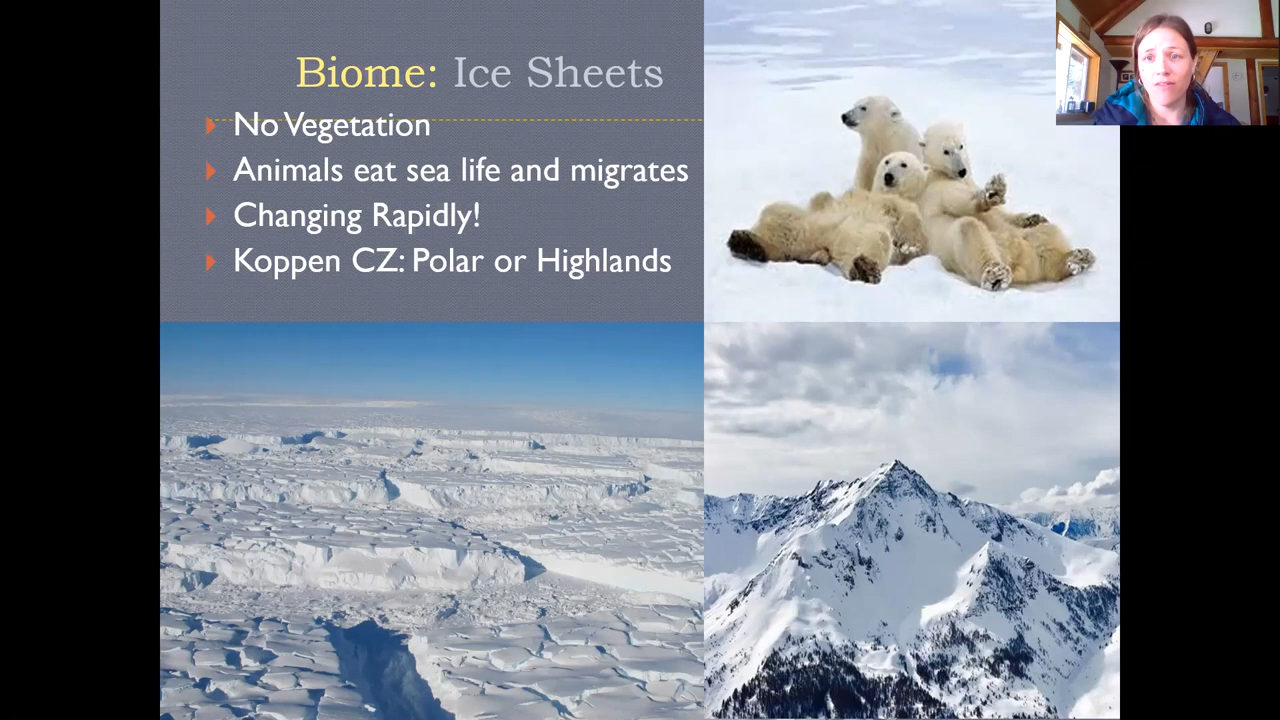 Biome: Ice Sheets
No Vegetation
Animals eat sea life and migrates
Changing Rapidly!
Koppen CZ: Polar or Highlands